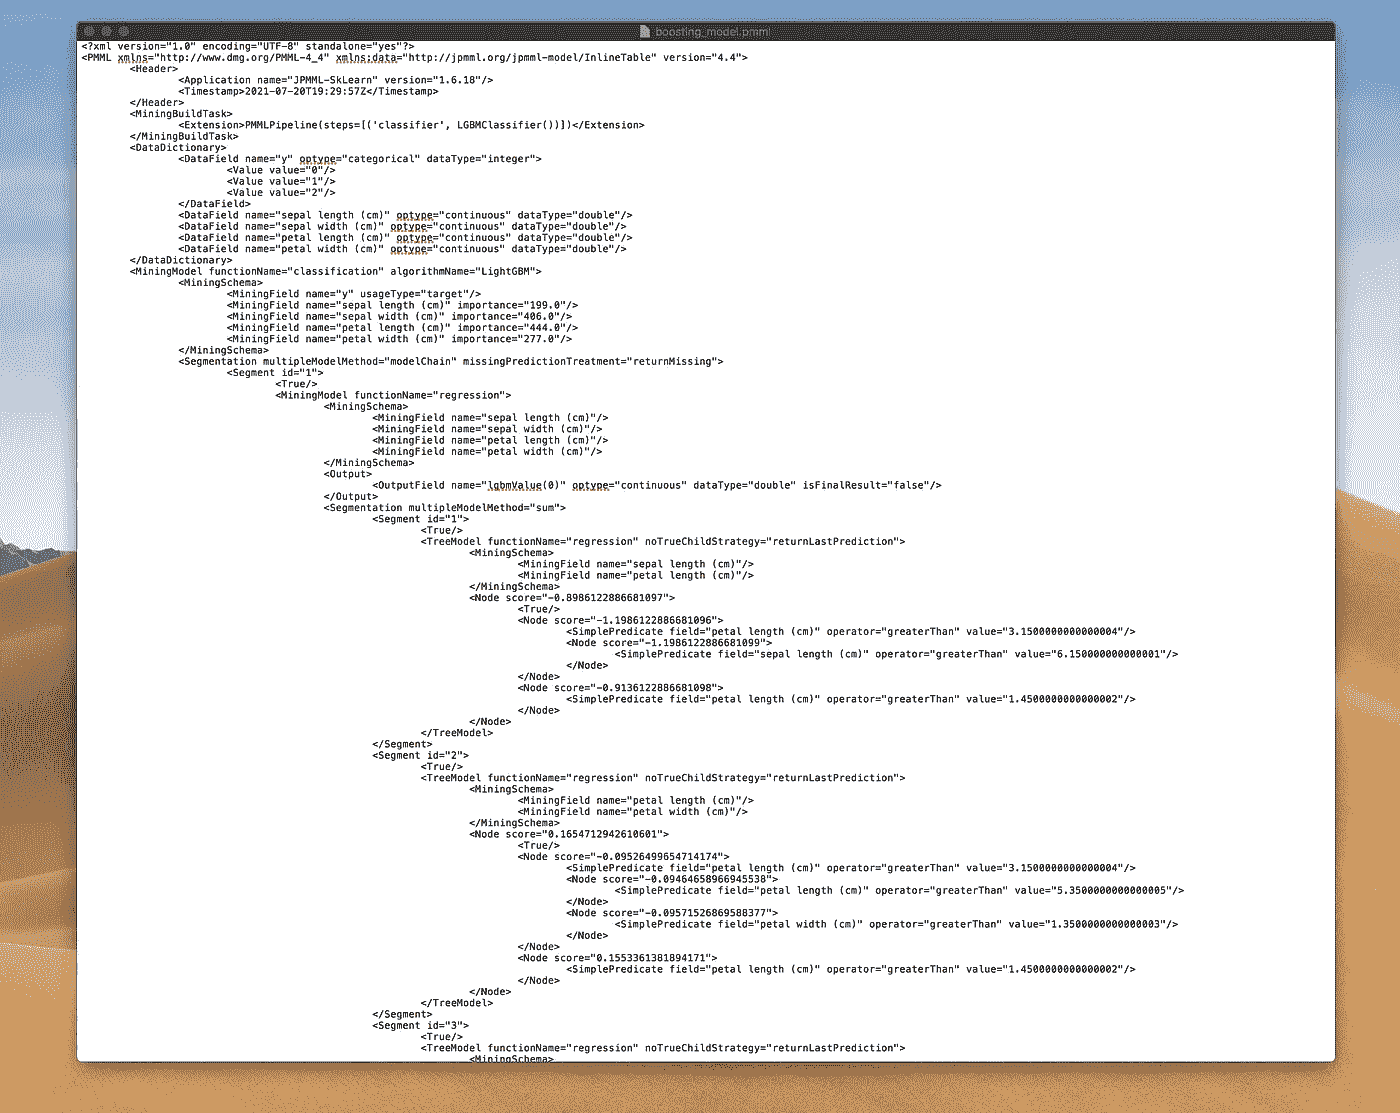 boosting_model.pmml
<?xml version="1.0" encoding="UTF-8" standalone="yes"?>
<PMML xmlns="http://www.dmg.org/PMML-4_4" xmlns:data="http://jpmml.org/jpmml-model/InlineTable" version="4.4">
<Header>
<Application name="JPMML-SkLearn" version="1.6.18"/>
<Timestamp>2021-07-20T19:29:57Z</Timestamp>
</Header>
<MiningBuildTask>
<Extension>PMMLPipeline(steps=[('classifier', LGBMClassifier())])</Extension>
</MiningBuildTask>
<DataDictionary>
<DataField name="y" optype="categorical" dataType="integer">
<Value value="0"/>
<Value value="1"/>
<Value value="2"/>
</DataField>
<DataField name="sepal length (cm)" optype="continuous" dataType="double"/>
<DataField name="sepal width (cm)" optype="continuous" dataType="double"/>
<DataField name="petal length (cm)" optype="continuous" dataType="double"/>
<DataField name="petal width (cm)" optype="continuous" dataType="double"/>
</DataDictionary>
<MiningModel functionName="classification" algorithmName="LightGBM">
<MiningSchema>
<MiningField name="y" usageType="target"/>
<MiningField name="sepal length (cm)" importance="199.0"/>
<MiningField name="sepal width (cm)" importance="406.0"/>
<MiningField name="petal length (cm)" importance="444.0"/>
<MiningField name="petal width (cm)" importance="277.0"/>
</MiningSchema>
<Segmentation multipleModelMethod="modelChain" missingPredictionTreatment="returnMissing">
<Segment id="1">
<True/>
<MiningModel functionName="regression">
<MiningSchema>
<MiningField name="sepal length (cm)"/>
<MiningField name="sepal width (cm)"/>
<MiningField name="petal length (cm)"/>
<MiningField name="petal width (cm)"/>
</MiningSchema>
<Output>
<OutputField name="lgbmValue(0)" optype="continuous" dataType="double" isFinalResult="false"/>
</Output>
<Segmentation multipleModelMethod="sum">
<Segment id="1">
<True/>
<TreeModel functionName="regression" noTrueChildStrategy="returnLastPrediction">
<MiningSchema>
<MiningField name="sepal length (cm)"/>
<MiningField name="petal length (cm)"/>
</MiningSchema>
<Node score="-0.8986122886681097">
<True/>
<Node score="-1.1986122886681096">
<SimplePredicate field="petal length (cm)" operator="greaterThan" value="3.1500000000000004"/>
<Node score="-1.1986122886681099">
<SimplePredicate field="sepal length (cm)" operator="greaterThan" value="6.150000000000001"/>
</Node>
</Node>
<Node score="-0.9136122886681098">
<SimplePredicate field="petal length (cm)" operator="greaterThan" value="1.4500000000000002"/>
</Node>
</Node>
</TreeModel>
</Segment>
<Segment id="2">
<True/>
<TreeModel functionName="regression" noTrueChildStrategy="returnLastPrediction">
<MiningSchema>
<MiningField name="petal length (cm)"/>
<MiningField name="petal width (cm)"/>
</MiningSchema>
<Node score="0.1654712942610601">
<True/>
<Node score="-0.09526499654714174">
<SimplePredicate field="petal length (cm)" operator="greaterThan" value="3.1500000000000004"/>
<Node score="-0.09464658966945538">
<SimplePredicate field="petal length (cm)" operator="greaterThan" value="5.3500000000000005"/>
</Node>
<Node score="-0.09571526869588377">
<SimplePredicate field="petal width (cm)" operator="greaterThan" value="1.3500000000000003"/>
</Node>
</Node>
<Node score="0.1553361381894171">
<SimplePredicate field="petal length (cm)" operator="greaterThan" value="1.4500000000000002"/>
</Node>
</Node>
</TreeModel>
</Segment>
<Segment id="3">
<True/>
<TreeModel functionName="regression" noTrueChildStrategy="returnLastPrediction">
<MiningSchema>